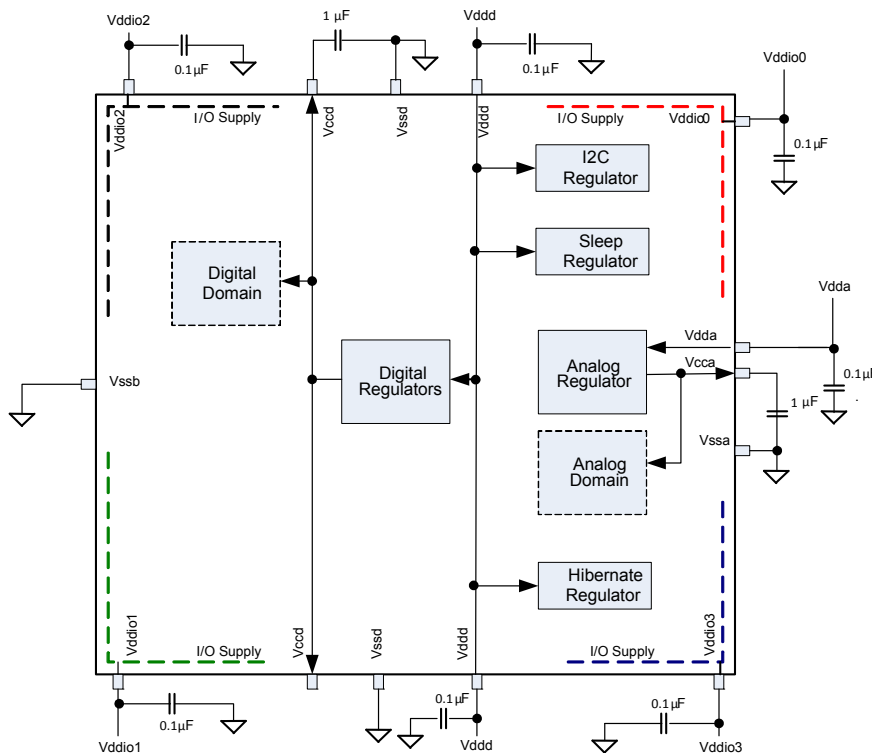 Vddio2
1 µF
Vddd
0.1µF
0.1µF
Vddio0
0.1µF
Vddio2
I/O Supply
Vccd
Vssd
Vddd
I/O Supply
Vddio0
I2C
Regulator
Sleep
Regulator
Digital
Domain
Vdda
Vdda
Digital
Regulators
Analog
Regulator
Vcca
0.1µF
.
Vssb
1 µF
Vssa
Analog
Domain
Hibernate
Regulator
Vddio1
I/O Supply
Vccd
Vssd
Vddd
I/O Supply
Vddio3
0.1µF
0.1µF
0.1µF
Vddio1
Vddd
Vddio3